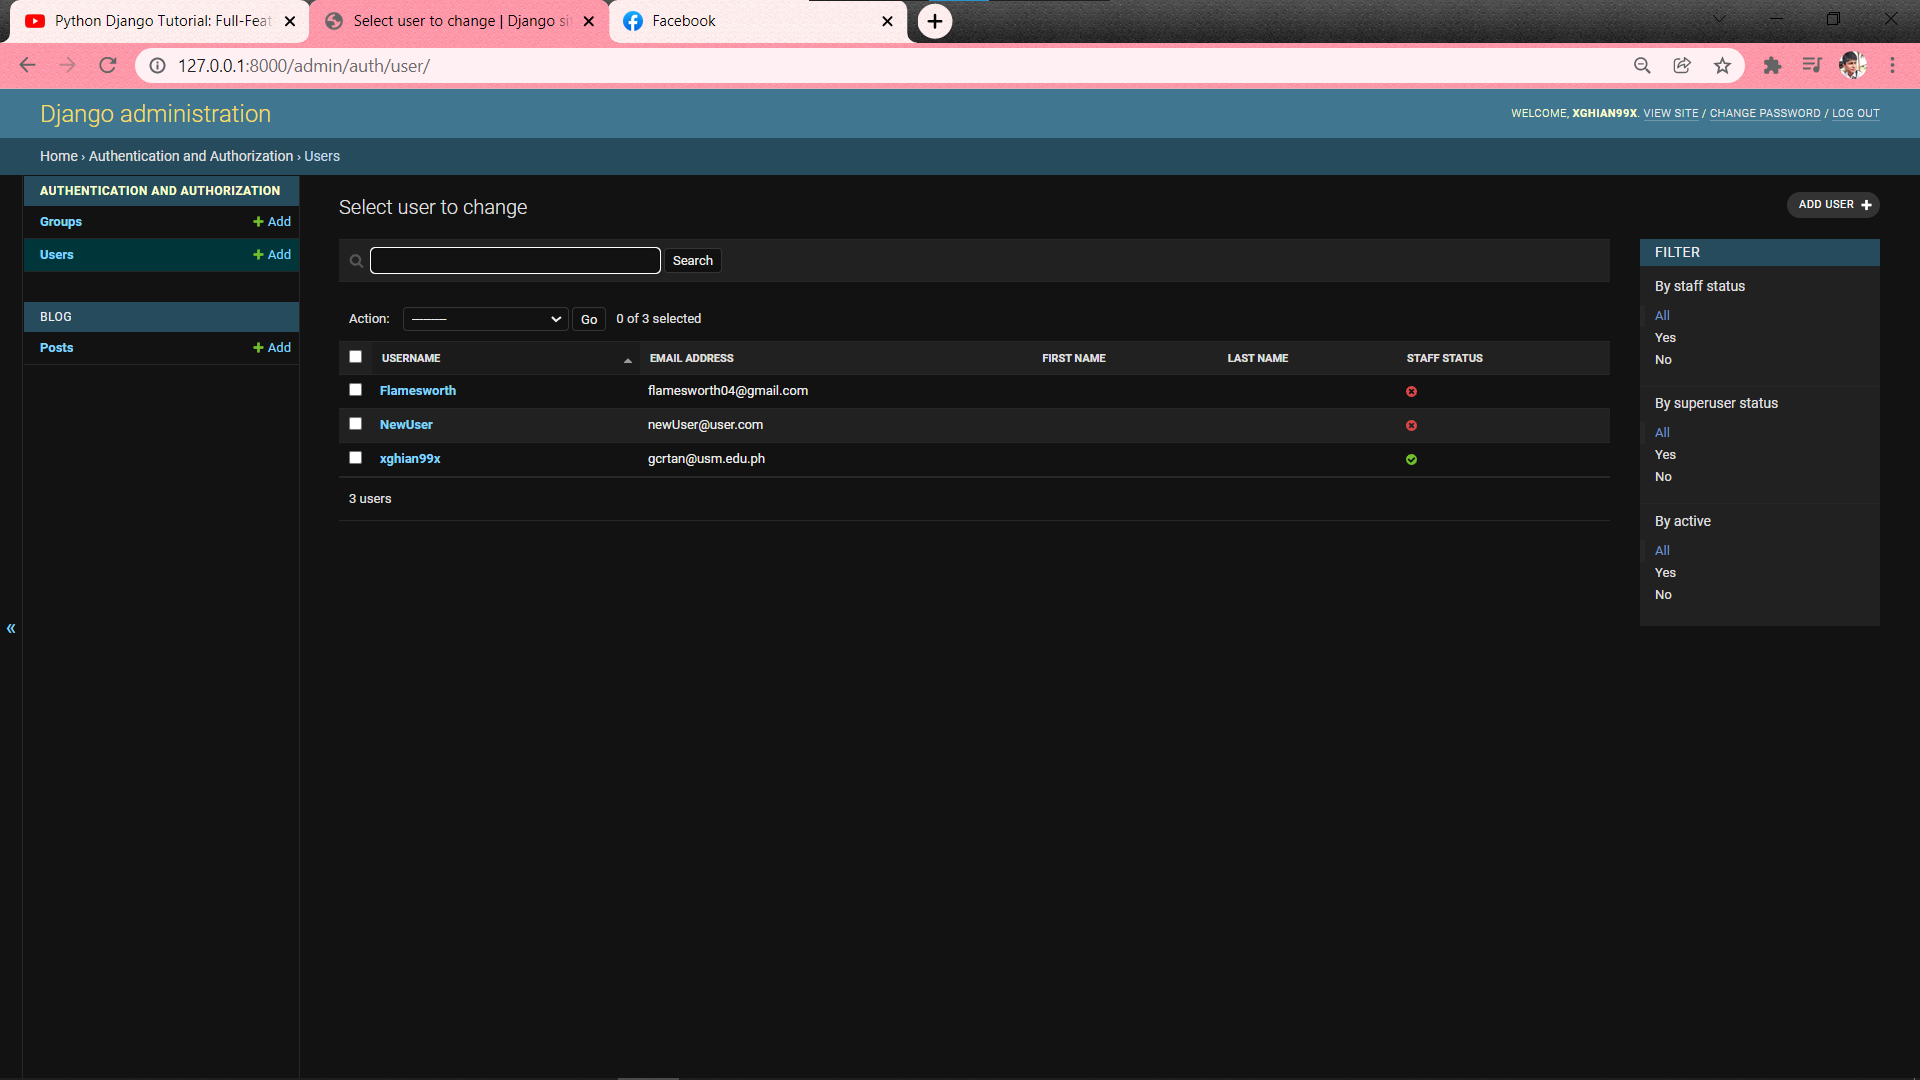 Python Django Tutorial: Full-Feat
Select user to change | Django si
Facebook
127.0.0.1:8000/admin/auth/user/
Django administration
WELCOME, XGHIAN99X. VIEW SITE / CHANGE PASSWORD / LOG OUT
Home › Authentication and Authorization › Users
AUTHENTICATION AND AUTHORIZATION
Groups + Add
Users + Add
BLOG
Posts + Add
«
Select user to change
ADD USER +
Search
Action: --------- Go 0 of 3 selected
USERNAME EMAIL ADDRESS FIRST NAME LAST NAME STAFF STATUS
Flamesworth flamesworth04@gmail.com
NewUser newUser@user.com
xghian99x gcrtan@usm.edu.ph
3 users
FILTER
By staff status
All
Yes
No
By superuser status
All
Yes
No
By active
All
Yes
No